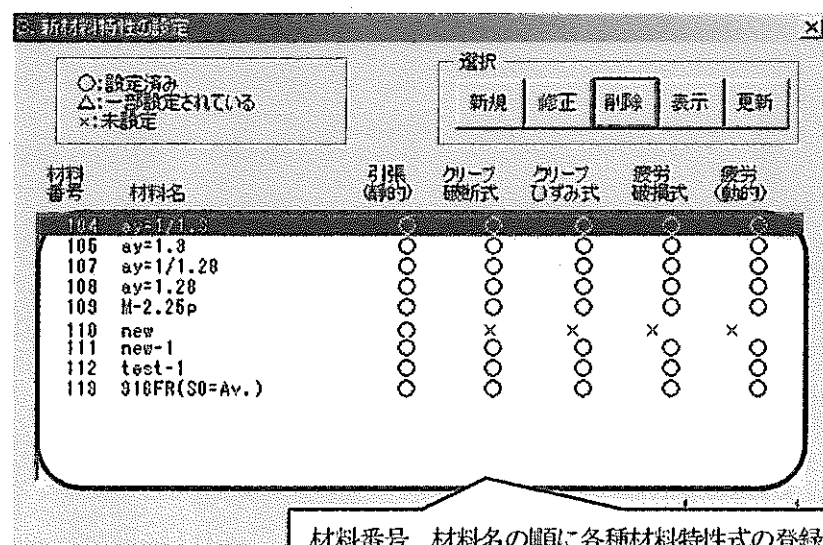 新材料特性の設定
○:設定済み
△:一部設定されている
×:未設定
選択
新規 修正 削除 表示 更新
材料番号 材料名 引張(静的) クリープ破断式 クリープひずみ式 疲労破損式 疲労(動的)
104 ay=1/1.3 ○ ○ ○ ○ ○
105 ay=1.3 ○ ○ ○ ○ ○
107 ay=1/1.28 ○ ○ ○ ○ ○
108 ay=1.28 ○ ○ ○ ○ ○
109 M-2.25p ○ ○ ○ ○ ○
110 new ○ × × × ×
111 new-1 ○ ○ ○ ○ ○
112 test-1 ○ ○ ○ ○ ○
113 316FR(S0=Av.) ○ ○ ○ ○ ○
材料番号、材料名の順に各種材料特性式の登録